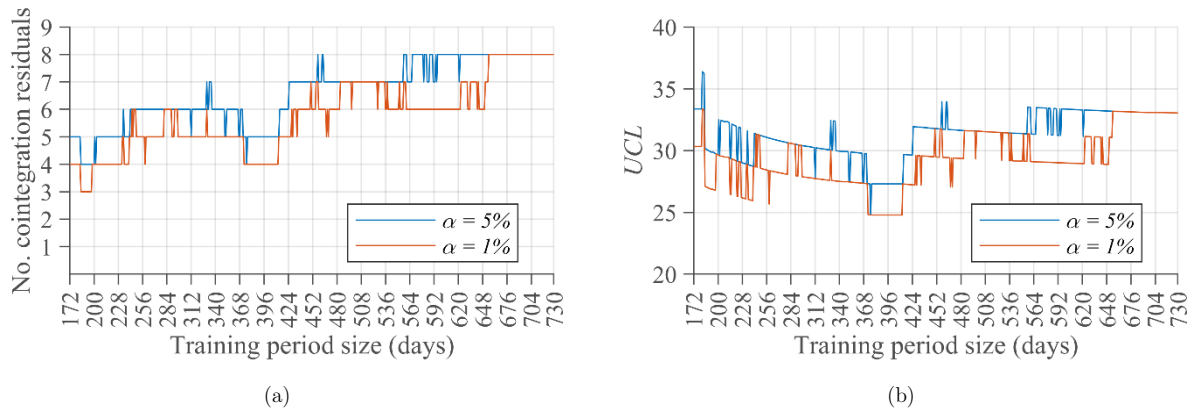 9
8
7
6
5
4
3
2
1
No. cointegration residuals
α = 5%
α = 1%
172 200 228 256 284 312 340 368 396 424 452 480 508 536 564 592 620 648 676 706 730
Training period size (days)
(a)
40
35
30
25
20
UCL
α = 5%
α = 1%
172 200 228 256 284 312 340 368 396 424 452 480 508 536 564 592 620 648 676 706 730
Training period size (days)
(b)